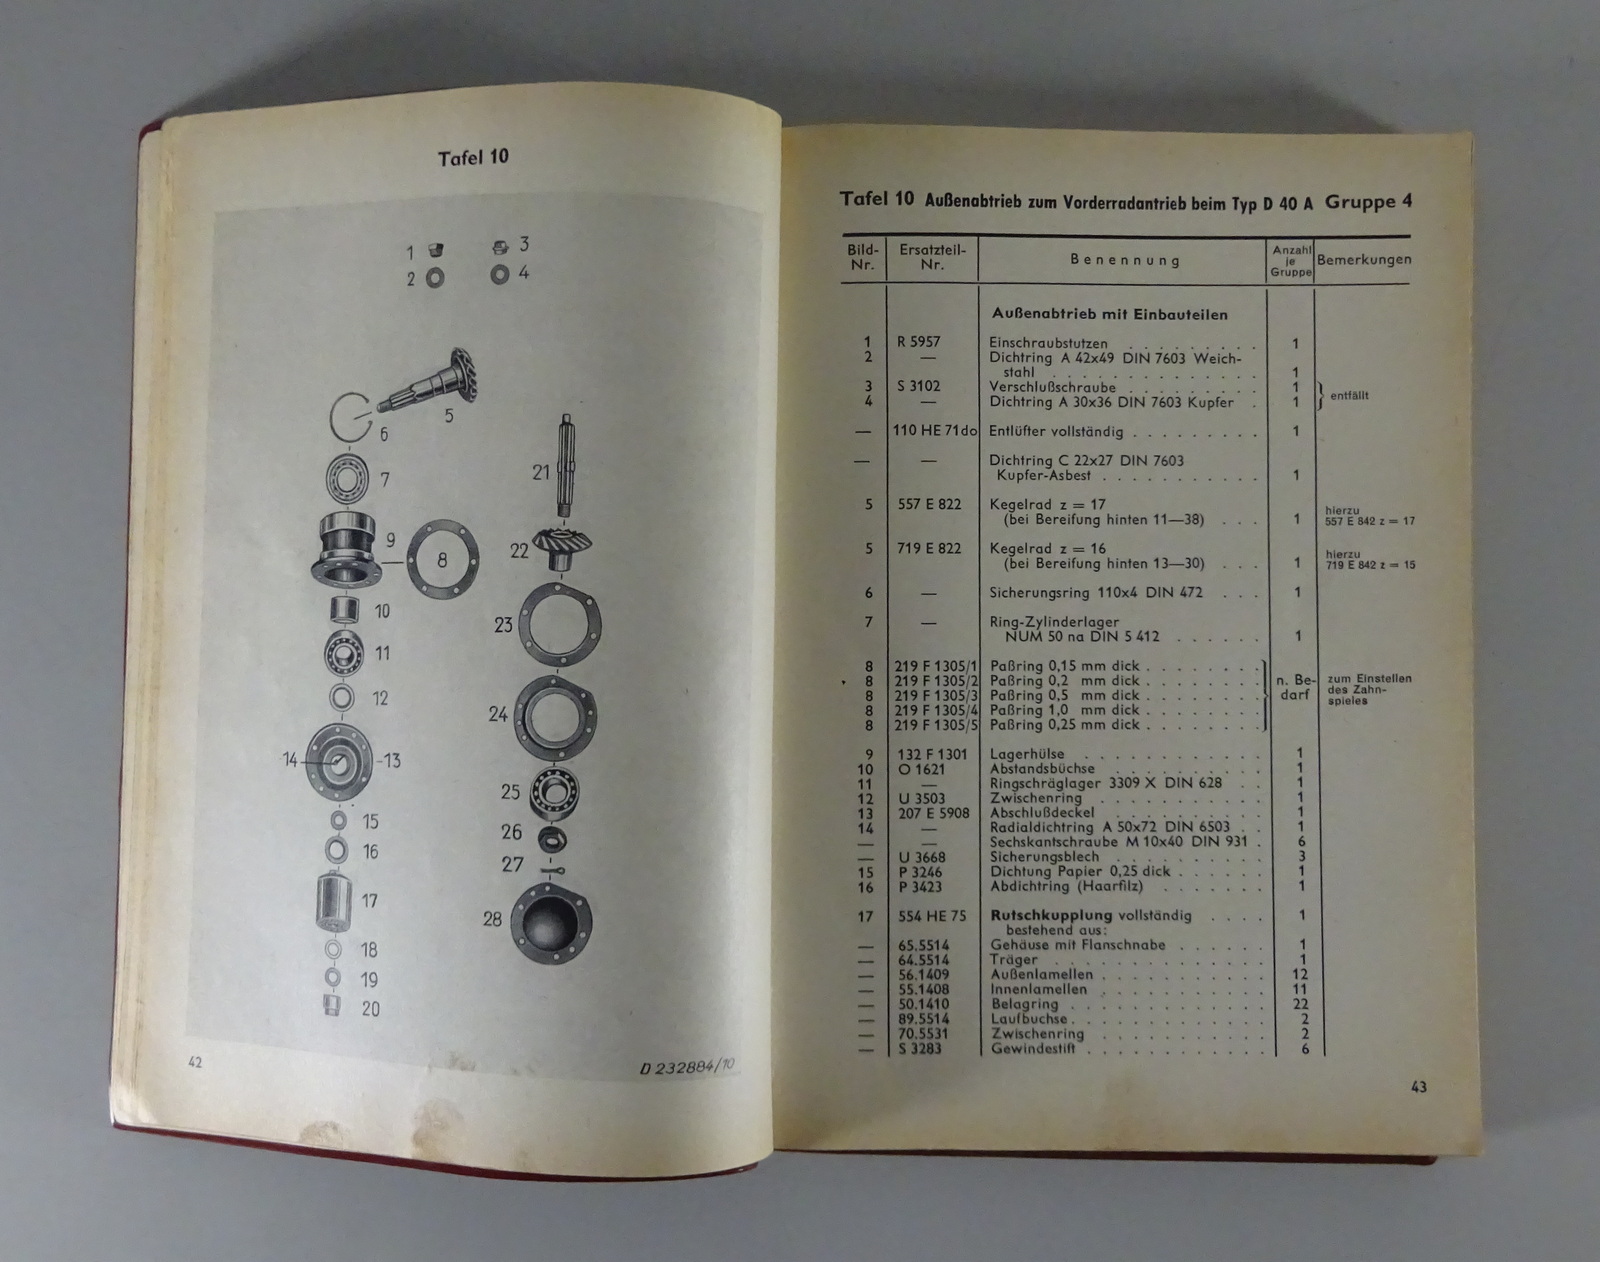 Tafel 10
1
3
2
4
5
6
7
21
9
8
22
10
23
11
12
24
14
13
25
15
26
16
27
17
28
18
19
20
42
D 232884/10
Tafel 10 Außenabtrieb zum Vorderradantrieb beim Typ D 40 A Gruppe 4
Bild-Nr. Ersatzteil-Nr. Benennung Anzahl je Gruppe Bemerkungen
Außenabtrieb mit Einbauteilen
1 R 5957 Einschraubstutzen . . . . . . . . . 1
2 — Dichtring A 42x49 DIN 7603 Weich-
stahl . . . . . . . . . . . . . . 1
3 S 3102 Verschlußschraube . . . . . . . . . 1
4 — Dichtring A 30x36 DIN 7603 Kupfer . 1
} entfällt
— 110 HE 71do Entlüfter vollständig . . . . . . . . . 1
— — Dichtring C 22x27 DIN 7603
Kupfer-Asbest . . . . . . . . . . . 1
5 557 E 822 Kegelrad z = 17 hierzu
(bei Bereifung hinten 11—38) . . . 1 557 E 842 z = 17
5 719 E 822 Kegelrad z = 16 hierzu
(bei Bereifung hinten 13—30) . . . 1 719 E 842 z = 15
6 — Sicherungsring 110x4 DIN 472 . . . 1
7 — Ring-Zylinderlager
NUM 50 na DIN 5 412 . . . . . . 1
8 219 F 1305/1 Paßring 0,15 mm dick . . . . . . . .
8 219 F 1305/2 Paßring 0,2 mm dick . . . . . . . . n. Be- zum Einstellen
8 219 F 1305/3 Paßring 0,5 mm dick . . . . . . . . } darf des Zahn-
8 219 F 1305/4 Paßring 1,0 mm dick . . . . . . . . spieles
8 219 F 1305/5 Paßring 0,25 mm dick . . . . . . . .
9 132 F 1301 Lagerhülse . . . . . . . . . . . . 1
10 O 1621 Abstandsbüchse . . . . . . . . . . 1
11 — Ringschräglager 3309 X DIN 628 . . 1
12 U 3503 Zwischenring . . . . . . . . . . . 1
13 207 E 5908 Abschlußdeckel . . . . . . . . . . 1
14 — Radialdichtring A 50x72 DIN 6503 . . 1
— — Sechskantschraube M 10x40 DIN 931 . 6
— U 3668 Sicherungsblech . . . . . . . . . . 3
15 P 3246 Dichtung Papier 0,25 dick . . . . . . 1
16 P 3423 Abdichtring (Haarfilz) . . . . . . . 1
17 554 HE 75 Rutschkupplung vollständig . . . . 1
bestehend aus:
— 65.5514 Gehäuse mit Flanschnabe . . . . . . 1
— 64.5514 Träger . . . . . . . . . . . . . . 1
— 56.1409 Außenlamellen . . . . . . . . . . . 12
— 55.1408 Innenlamellen . . . . . . . . . . . 11
— 50.1410 Belagring . . . . . . . . . . . . . 22
— 89.5514 Laufbuchse . . . . . . . . . . . . . 2
— 70.5531 Zwischenring . . . . . . . . . . . . 2
— S 3283 Gewindestift . . . . . . . . . . . . 6
43